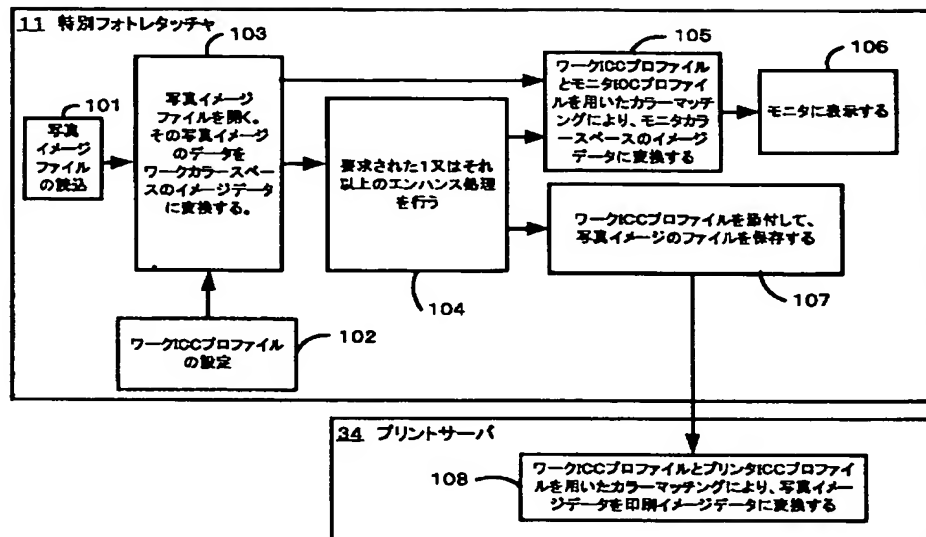 11 特別フォトレタッチャ
103
105
106
101
写真
イメージ
ファイル
の読込
写真イメージ
ファイルを開く。
その写真イメージ
のデータを
ワークカラースペー
スのイメージデータ
に変換する。
要求された1又はそれ
以上のエンハンス処理
を行う
ワークICCプロファイル
とモニタICCプロファイ
ルを用いたカラーマッチ
ングにより、モニタカラ
ースペースのイメージ
データに変換する
モニタに表示する
ワークICCプロファイルを添付して、
写真イメージのファイルを保存する
104
107
ワークICCプロファイル
の設定
102
34 プリントサーバ
108
ワークICCプロファイルとプリンタICCプロファイ
ルを用いたカラーマッチングにより、写真イメー
ジデータを印刷イメージデータに変換する